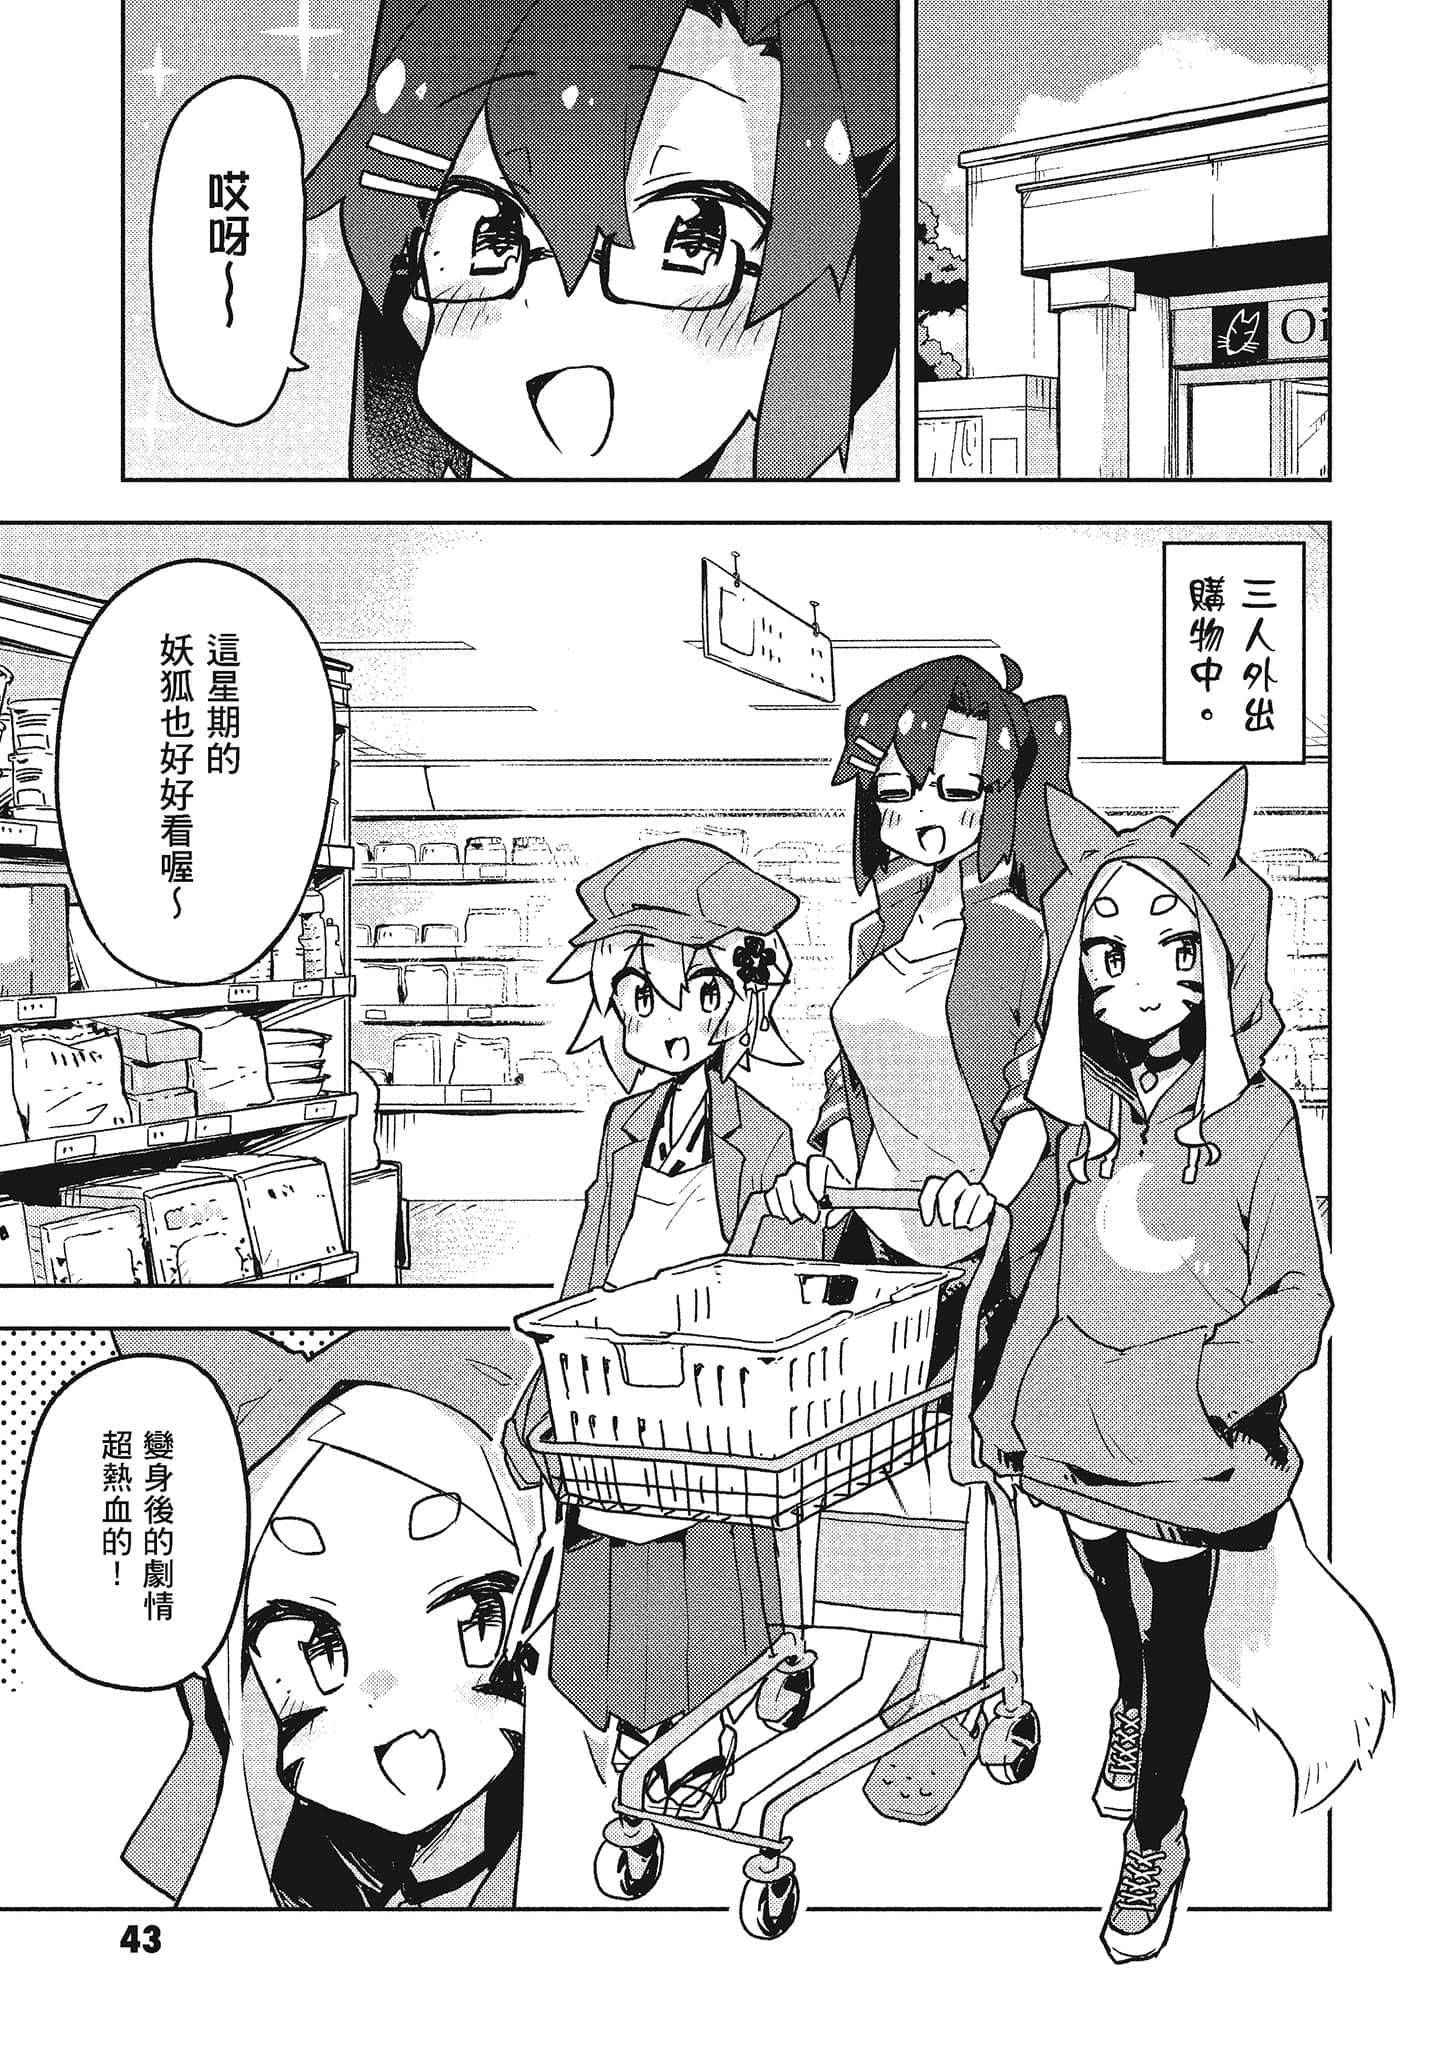 Oi
哎呀～
三人外出
購物中。
這星期的
妖狐也好好看喔～
變身後的劇情
超熱血的！
43